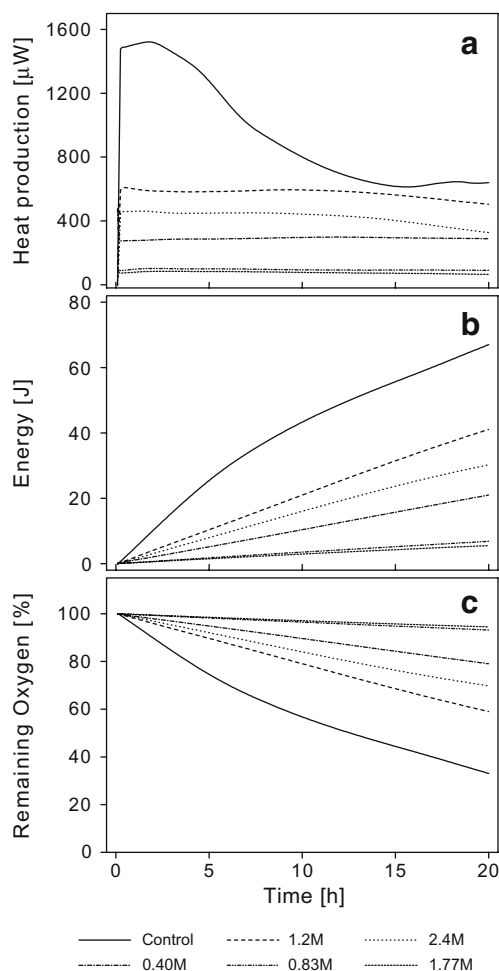 a
Heat production [μW]
1600
1200
800
400
0
b
Energy [J]
80
60
40
20
0
c
Remaining Oxygen [%]
100
80
60
40
20
0
0 5 10 15 20
Time [h]
Control 1.2M 2.4M
0.40M 0.83M 1.77M